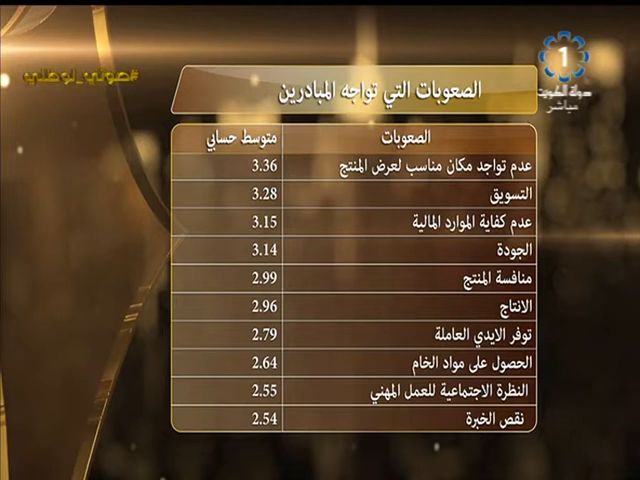 #صوتي_لوطني
1
دولة الكويت
مباشر
الصعوبات التي تواجه المبادرين
الصعوبات متوسط حسابي
عدم تواجد مكان مناسب لعرض المنتج 3.36
التسويق 3.28
عدم كفاية الموارد المالية 3.15
الجودة 3.14
منافسة المنتج 2.99
الانتاج 2.96
توفر الايدي العاملة 2.79
الحصول على مواد الخام 2.64
النظرة الاجتماعية للعمل المهني 2.55
نقص الخبرة 2.54